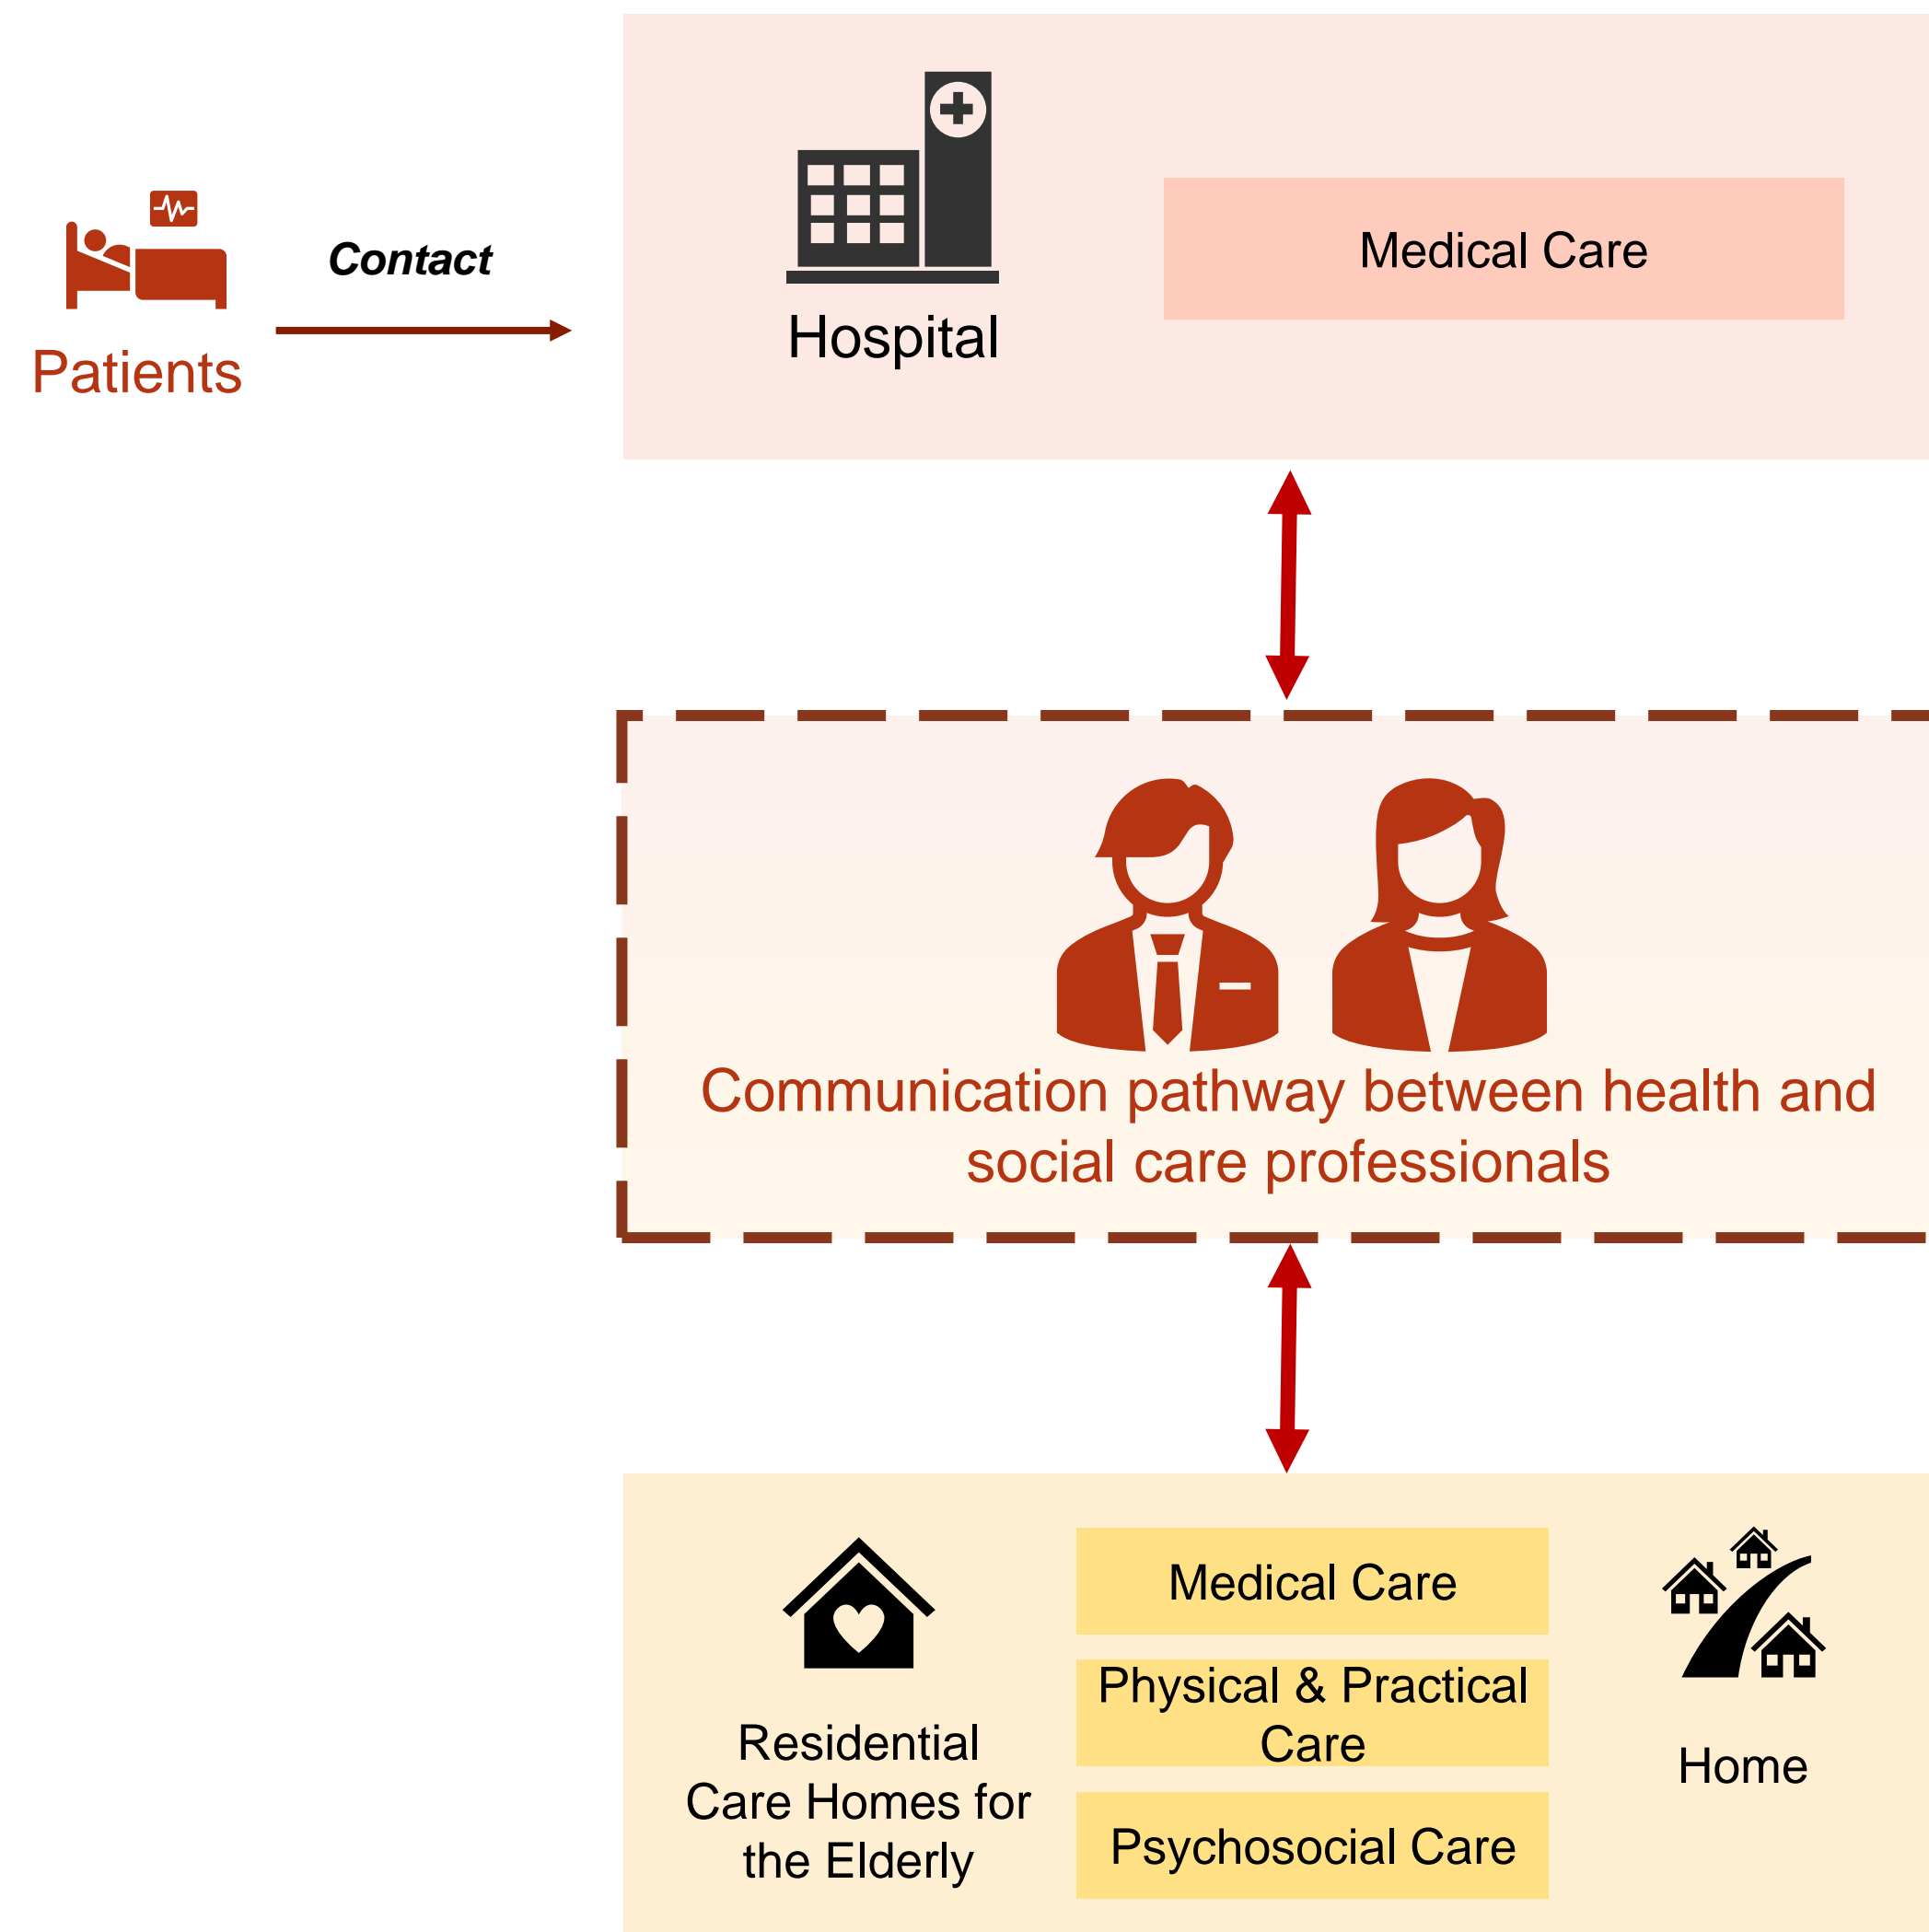 Contact
Patients
Hospital
Medical Care
Communication pathway between health and
social care professionals
Residential
Care Homes for
the Elderly
Medical Care
Physical & Practical
Care
Psychosocial Care
Home